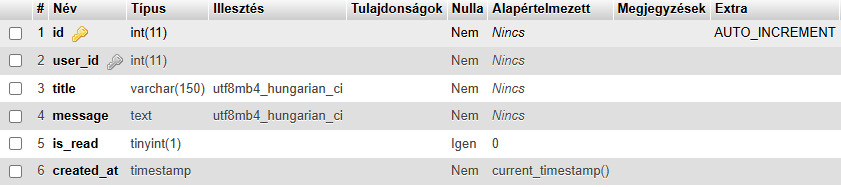 # Név Típus Illesztés Tulajdonságok Nulla Alapértelmezett Megjegyzések Extra
1 id int(11) Nem Nincs AUTO_INCREMENT
2 user_id int(11) Nem Nincs
3 title varchar(150) utf8mb4_hungarian_ci Nem Nincs
4 message text utf8mb4_hungarian_ci Nem Nincs
5 is_read tinyint(1) Igen 0
6 created_at timestamp Nem current_timestamp()